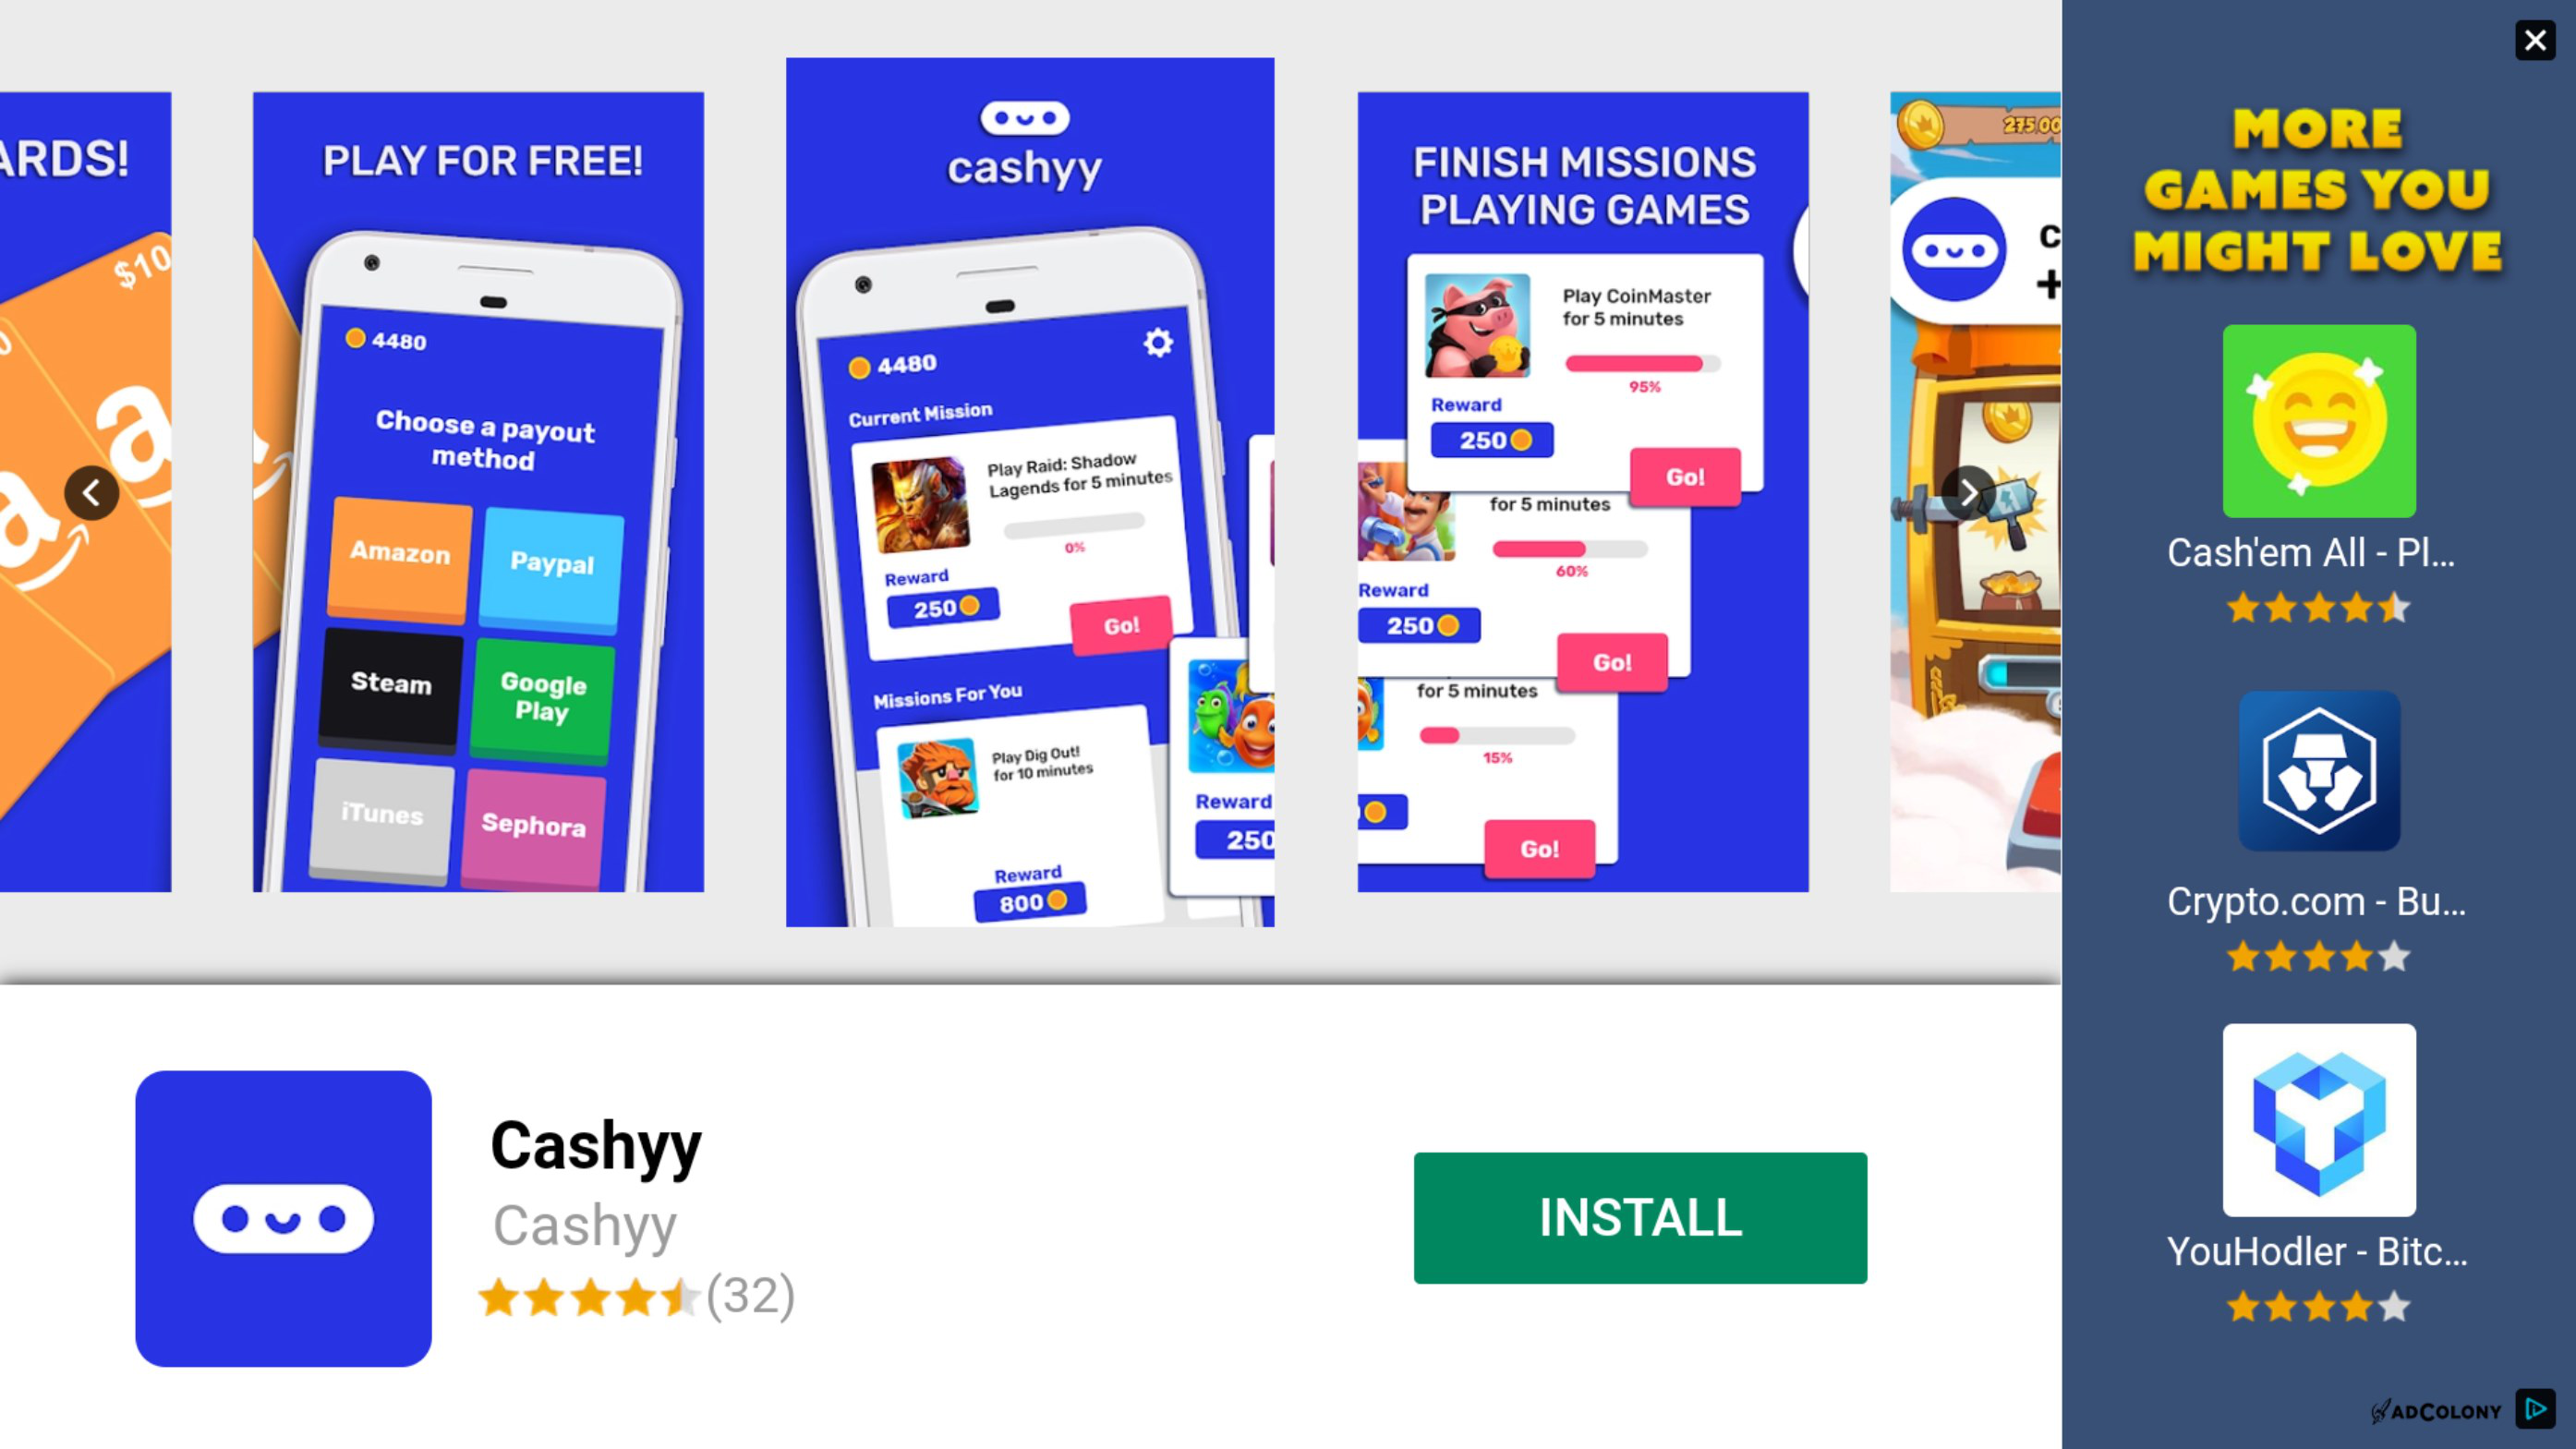 ARDS!
$10
PLAY FOR FREE!
4480
Choose a payout
method
Amazon
Paypal
Steam
Google
Play
iTunes
Sephora
cashyy
4480
Current Mission
Play Raid: Shadow
Lagends for 5 minutes
0%
Reward
250
Go!
Missions For You
Play Dig Out!
for 10 minutes
Reward
800
Reward
250
FINISH MISSIONS
PLAYING GAMES
Play CoinMaster
for 5 minutes
95%
Reward
250
Go!
for 5 minutes
60%
Reward
250
Go!
for 5 minutes
15%
Go!
275.00
C
+
MORE
GAMES YOU
MIGHT LOVE
Cash'em All - Pl...
Crypto.com - Bu...
YouHodler - Bitc...
Cashyy
Cashyy
(32)
INSTALL
ADCOLONY